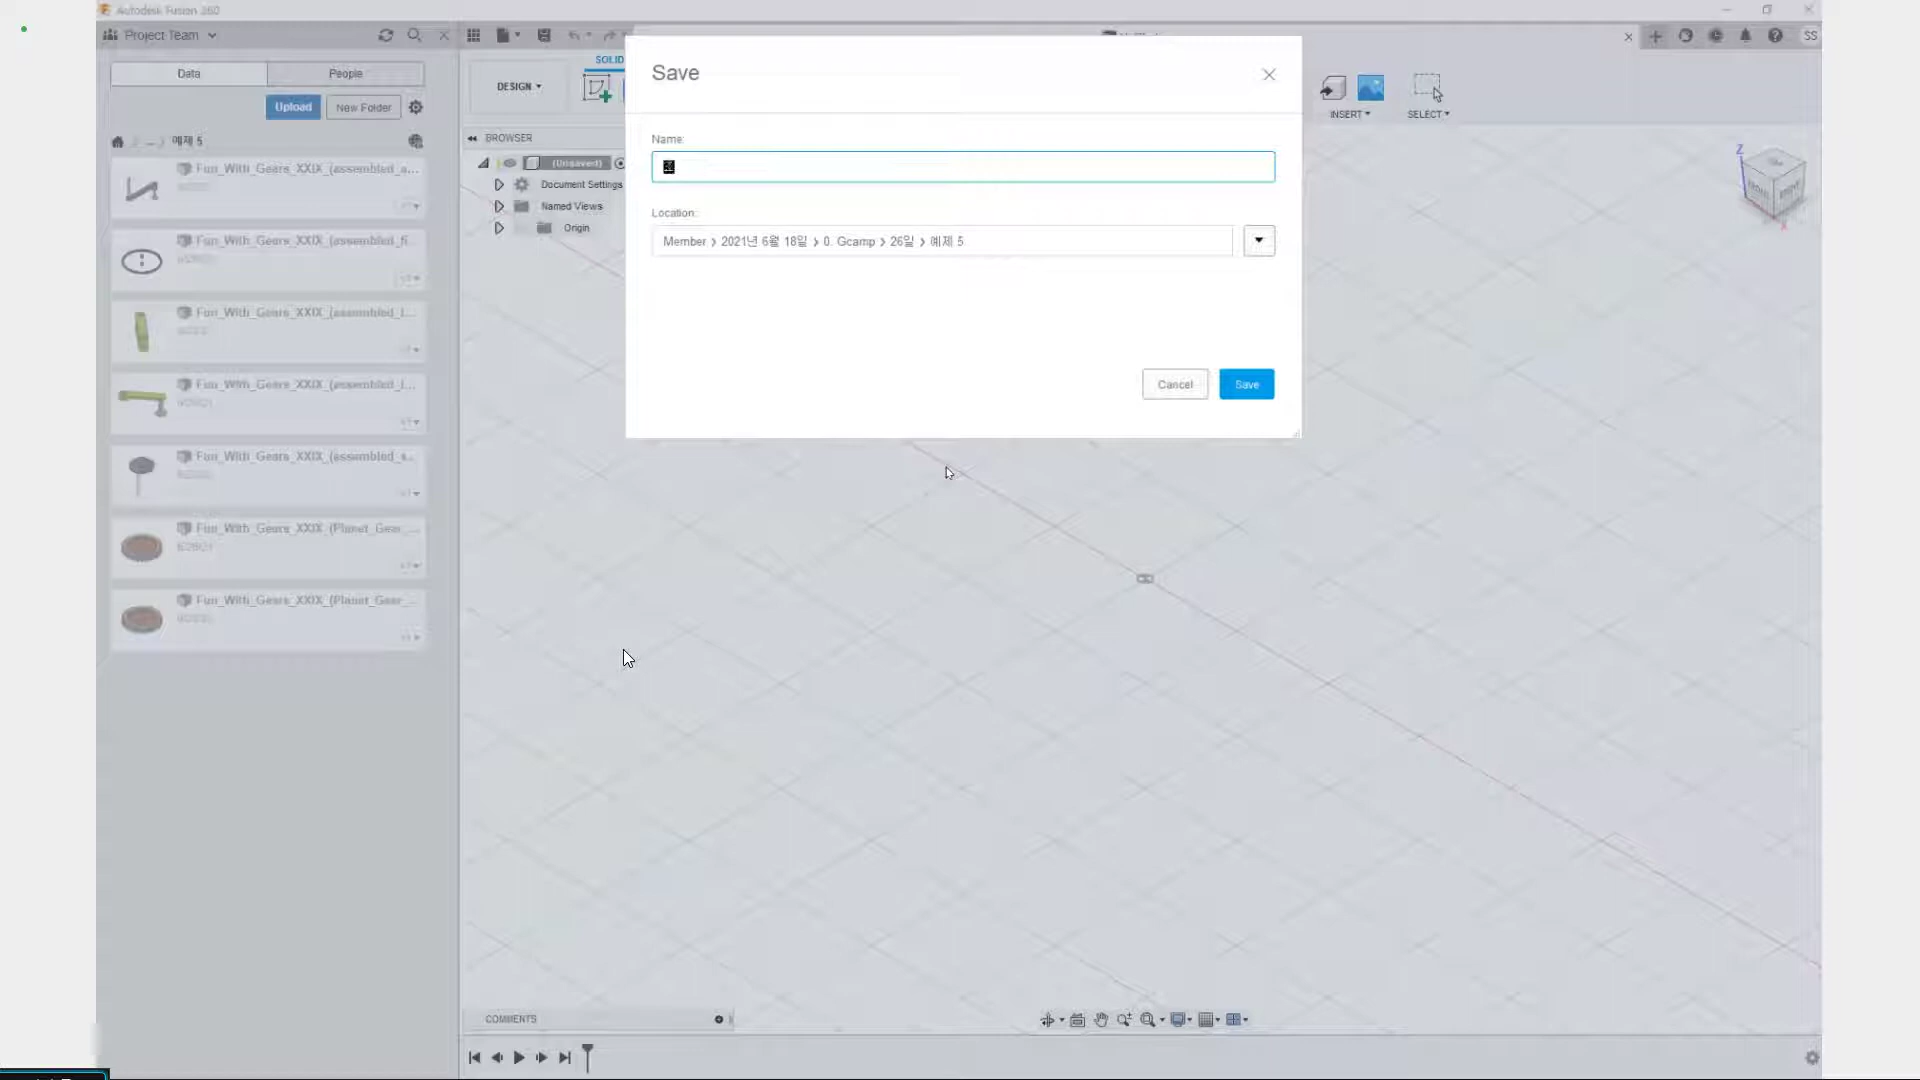 Autodesk Fusion 360
Project Team
SS
Data
People
Upload
New Folder
예제 5
Fun_With_Gears_XXIX_(assembled_a...
Fun_With_Gears_XXIX_(assembled_fi...
Fun_With_Gears_XXIX_(assembled_l...
Fun_With_Gears_XXIX_(assembled_l...
Fun_With_Gears_XXIX_(assembled_s...
Fun_With_Gears_XXIX_(Planet_Gear_...
Fun_With_Gears_XXIX_(Planet_Gear_...
DESIGN
SOLID
BROWSER
(Unsaved)
Document Settings
Named Views
Origin
Save
Name:
Location:
Member > 2021년 6월 18일 > 0. Gcamp > 26일 > 예제 5
Cancel
Save
INSERT
SELECT
Z
FRONT
RIGHT
X
COMMENTS